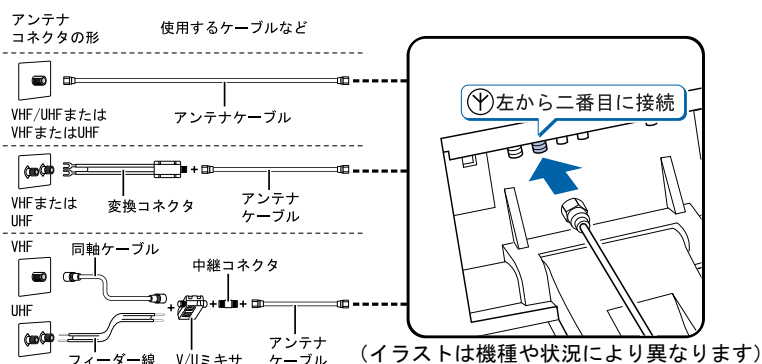 アンテナ
コネクタの形
使用するケーブルなど
VHF/UHFまたは
VHFまたはUHF
アンテナケーブル
VHFまたは
UHF
変換コネクタ
+
アンテナ
ケーブル
VHF
同軸ケーブル
中継コネクタ
UHF
+
+
+
フィーダー線
V/Uミキサ
アンテナ
ケーブル
左から二番目に接続
(イラストは機種や状況により異なります)